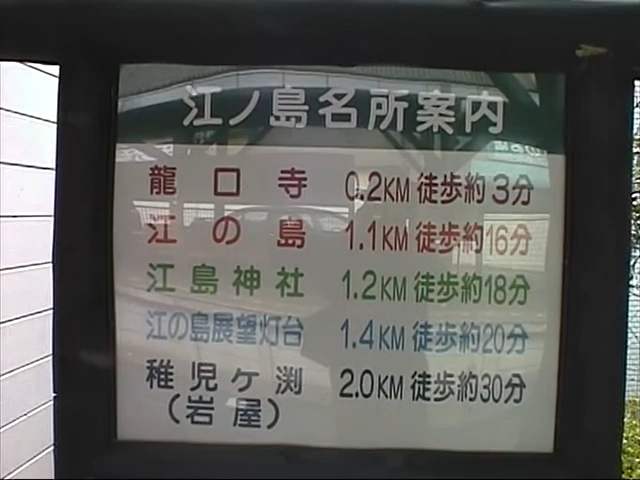 江ノ島名所案内
龍口寺 0.2KM 徒歩約3分
江の島 1.1KM 徒歩約16分
江島神社 1.2KM 徒歩約18分
江の島展望灯台 1.4KM 徒歩約20分
稚児ケ渕 2.0KM 徒歩約30分
(岩屋)